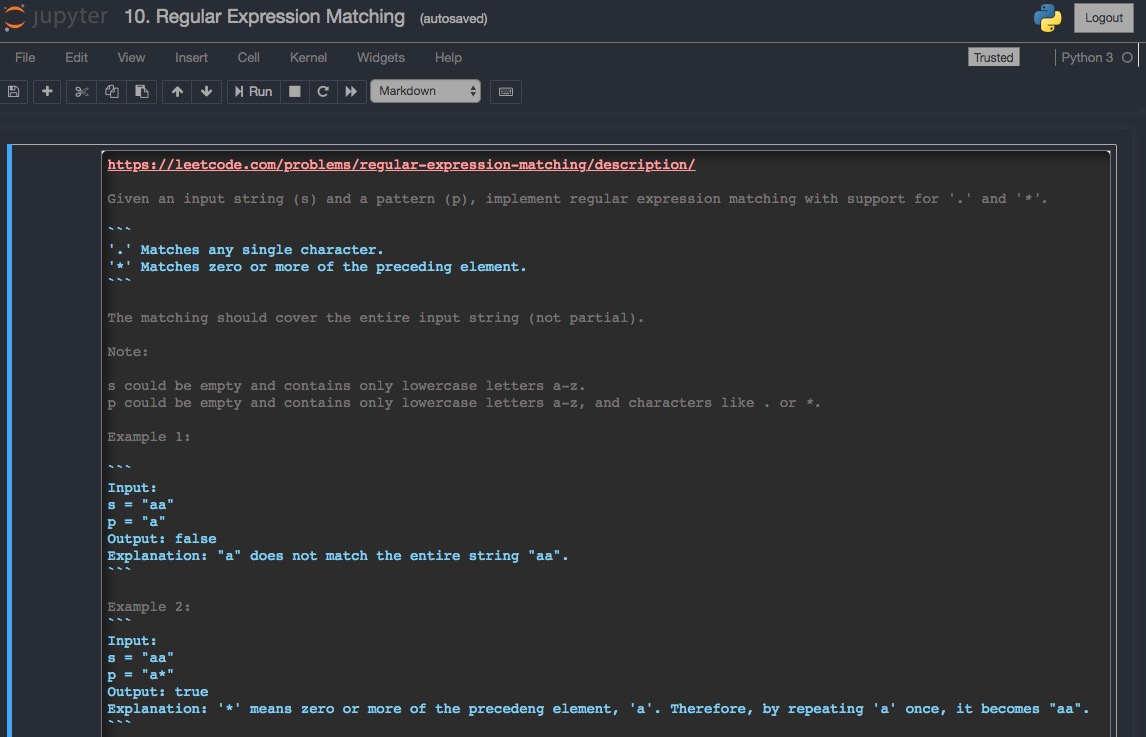 jupyter 10. Regular Expression Matching (autosaved)
Logout
File Edit View Insert Cell Kernel Widgets Help
Trusted
Python 3
Run
Markdown
https://leetcode.com/problems/regular-expression-matching/description/
Given an input string (s) and a pattern (p), implement regular expression matching with support for '.' and '*'.
```
'.' Matches any single character.
'*' Matches zero or more of the preceding element.
```
The matching should cover the entire input string (not partial).
Note:
s could be empty and contains only lowercase letters a-z.
p could be empty and contains only lowercase letters a-z, and characters like . or *.
Example 1:
```
Input:
s = "aa"
p = "a"
Output: false
Explanation: "a" does not match the entire string "aa".
```
Example 2:
```
Input:
s = "aa"
p = "a*"
Output: true
Explanation: '*' means zero or more of the precedeng element, 'a'. Therefore, by repeating 'a' once, it becomes "aa".
```